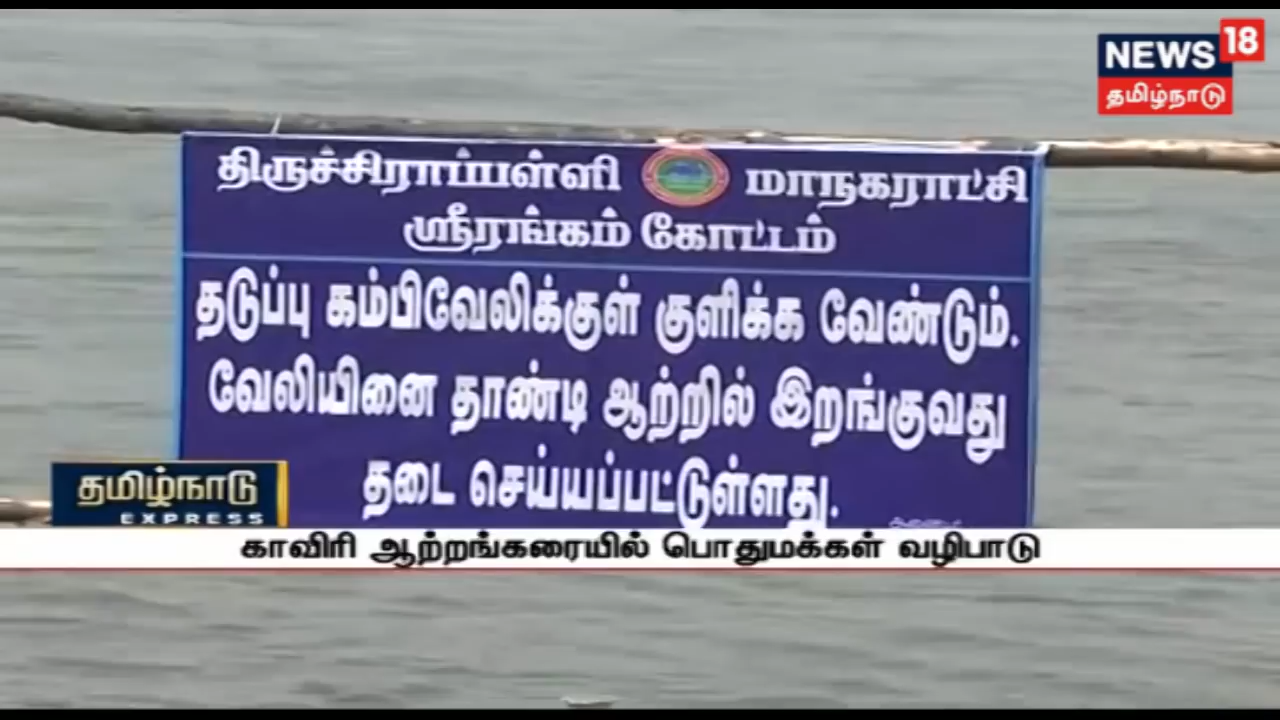 NEWS 18
தமிழ்நாடு
திருச்சிராப்பள்ளி மாநகராட்சி
ஸ்ரீரங்கம் கோட்டம்
தடுப்பு கம்பிவேலிக்குள் குளிக்க வேண்டும்.
வேலியினை தாண்டி ஆற்றில் இறங்குவது
தடை செய்யப்பட்டுள்ளது.
தமிழ்நாடு
EXPRESS
காவிரி ஆற்றங்கரையில் பொதுமக்கள் வழிபாடு